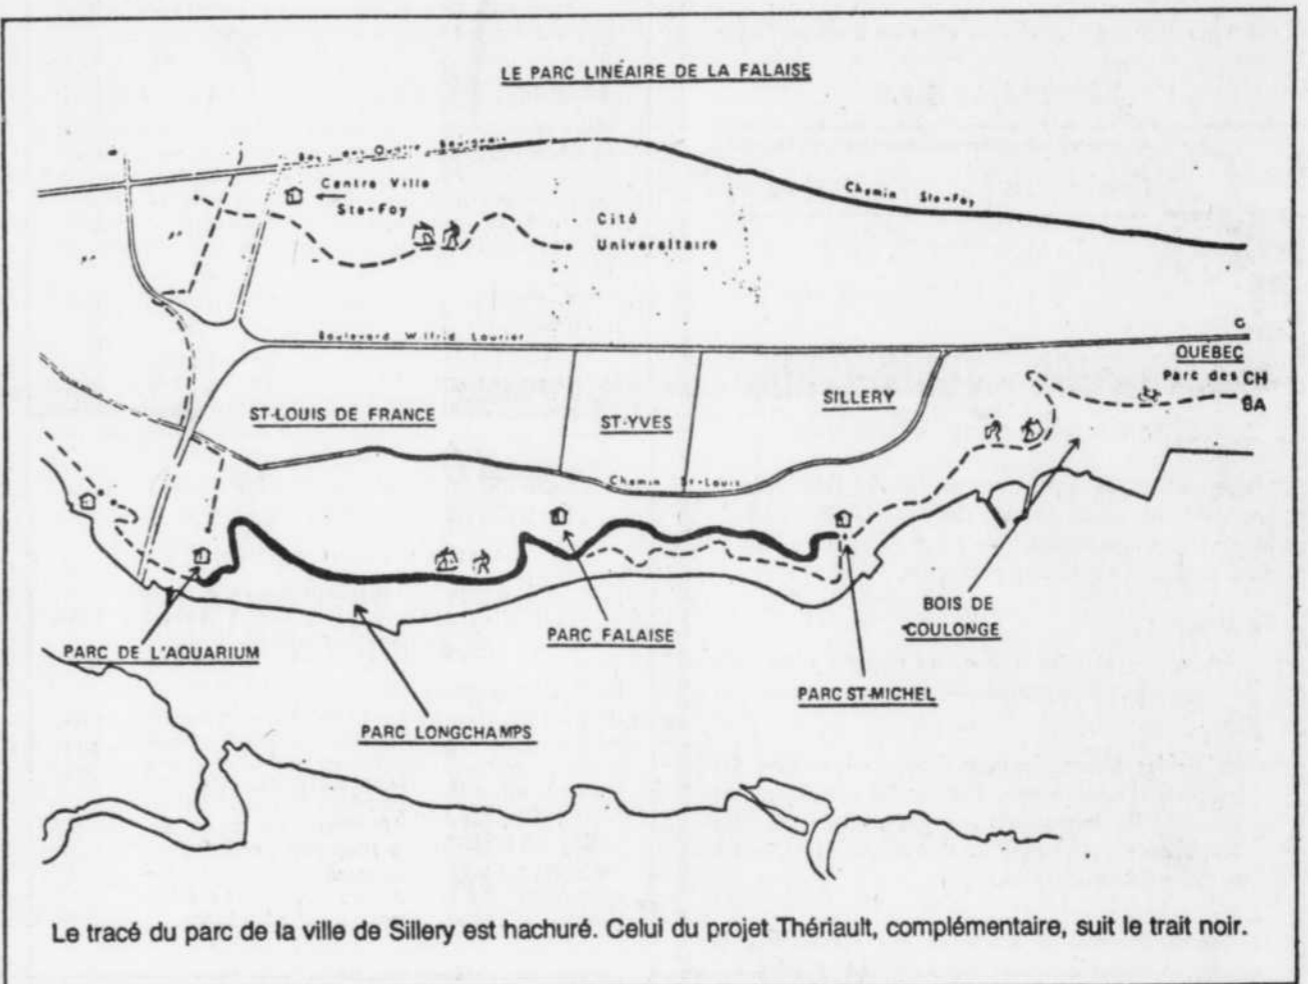 LE PARC LINÉAIRE DE LA FALAISE
Centre Ville
Ste-Foy
Chemin Ste-Foy
Cité
Universitaire
Boulevard Wilfrid Laurier
QUÉBEC
Parc des CH
BA
ST-LOUIS DE FRANCE
ST-YVES
SILLERY
Chemin St-Louis
BOIS DE
COULONGE
PARC DE L'AQUARIUM
PARC FALAISE
PARC ST-MICHEL
PARC LONGCHAMPS
Le tracé du parc de la ville de Sillery est hachuré. Celui du projet Thériault, complémentaire, suit le trait noir.